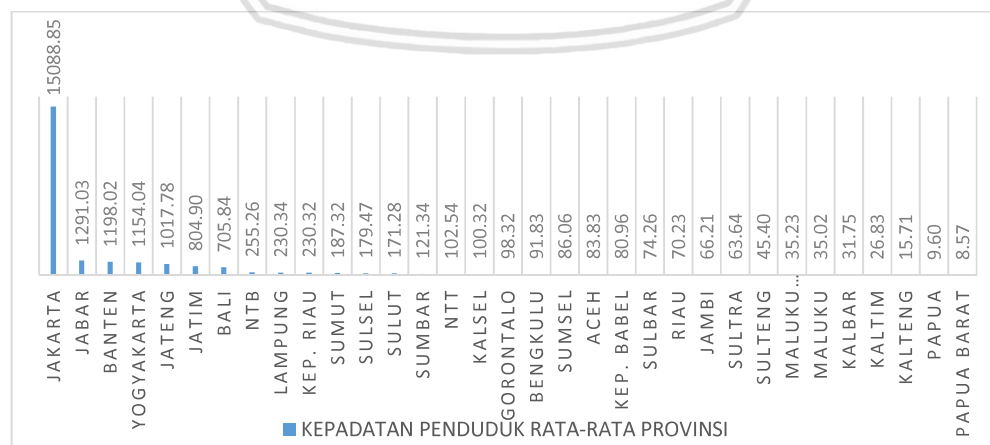 15088.85
1291.03
1198.02
1154.04
1017.78
804.90
705.84
255.26
230.34
230.32
187.32
179.47
171.28
121.34
102.54
100.32
98.32
91.83
86.06
83.83
80.96
74.26
70.23
66.21
63.64
45.40
35.23
35.02
31.75
26.83
15.71
9.60
8.57
JAKARTA
JABAR
BANTEN
YOGYAKARTA
JATENG
JATIM
BALI
NTB
LAMPUNG
KEP. RIAU
SUMUT
SULSEL
SULUT
SUMBAR
NTT
KALSEL
GORONTALO
BENGKULU
SUMSEL
ACEH
KEP. BABEL
SULBAR
RIAU
JAMBI
SULTRA
SULTENG
MALUKU...
MALUKU
KALBAR
KALTIM
KALTENG
PAPUA
PAPUA BARAT
KEPADATAN PENDUDUK RATA-RATA PROVINSI